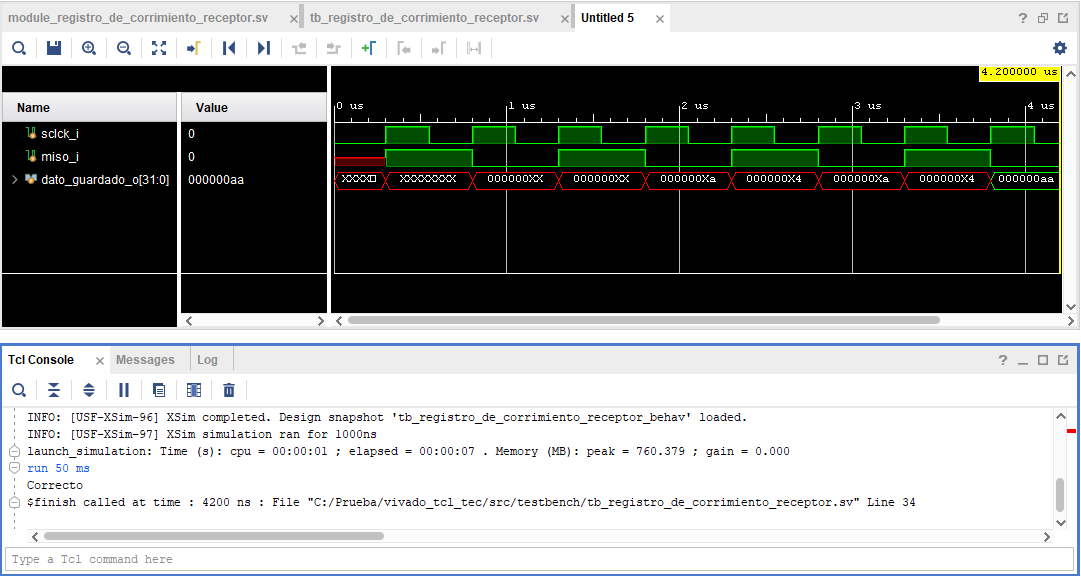 module_registro_de_corrimiento_receptor.sv × tb_registro_de_corrimiento_receptor.sv × Untitled 5 ×
4.200000 us
Name Value
0 us 1 us 2 us 3 us 4 us
sclck_i 0
miso_i 0
dato_guardado_o[31:0] 000000aa
XXXXXXXX 000000XX 000000XX 000000Xa 000000X4 000000Xa 000000X4 000000aa
Tcl Console × Messages Log
INFO: [USF-XSim-96] XSim completed. Design snapshot 'tb_registro_de_corrimiento_receptor_behav' loaded.
INFO: [USF-XSim-97] XSim simulation ran for 1000ns
launch_simulation: Time (s): cpu = 00:00:01 ; elapsed = 00:00:07 . Memory (MB): peak = 760.379 ; gain = 0.000
run 50 ms
Correcto
$finish called at time : 4200 ns : File "C:/Prueba/vivado_tcl_tec/src/testbench/tb_registro_de_corrimiento_receptor.sv" Line 34
Type a Tcl command here